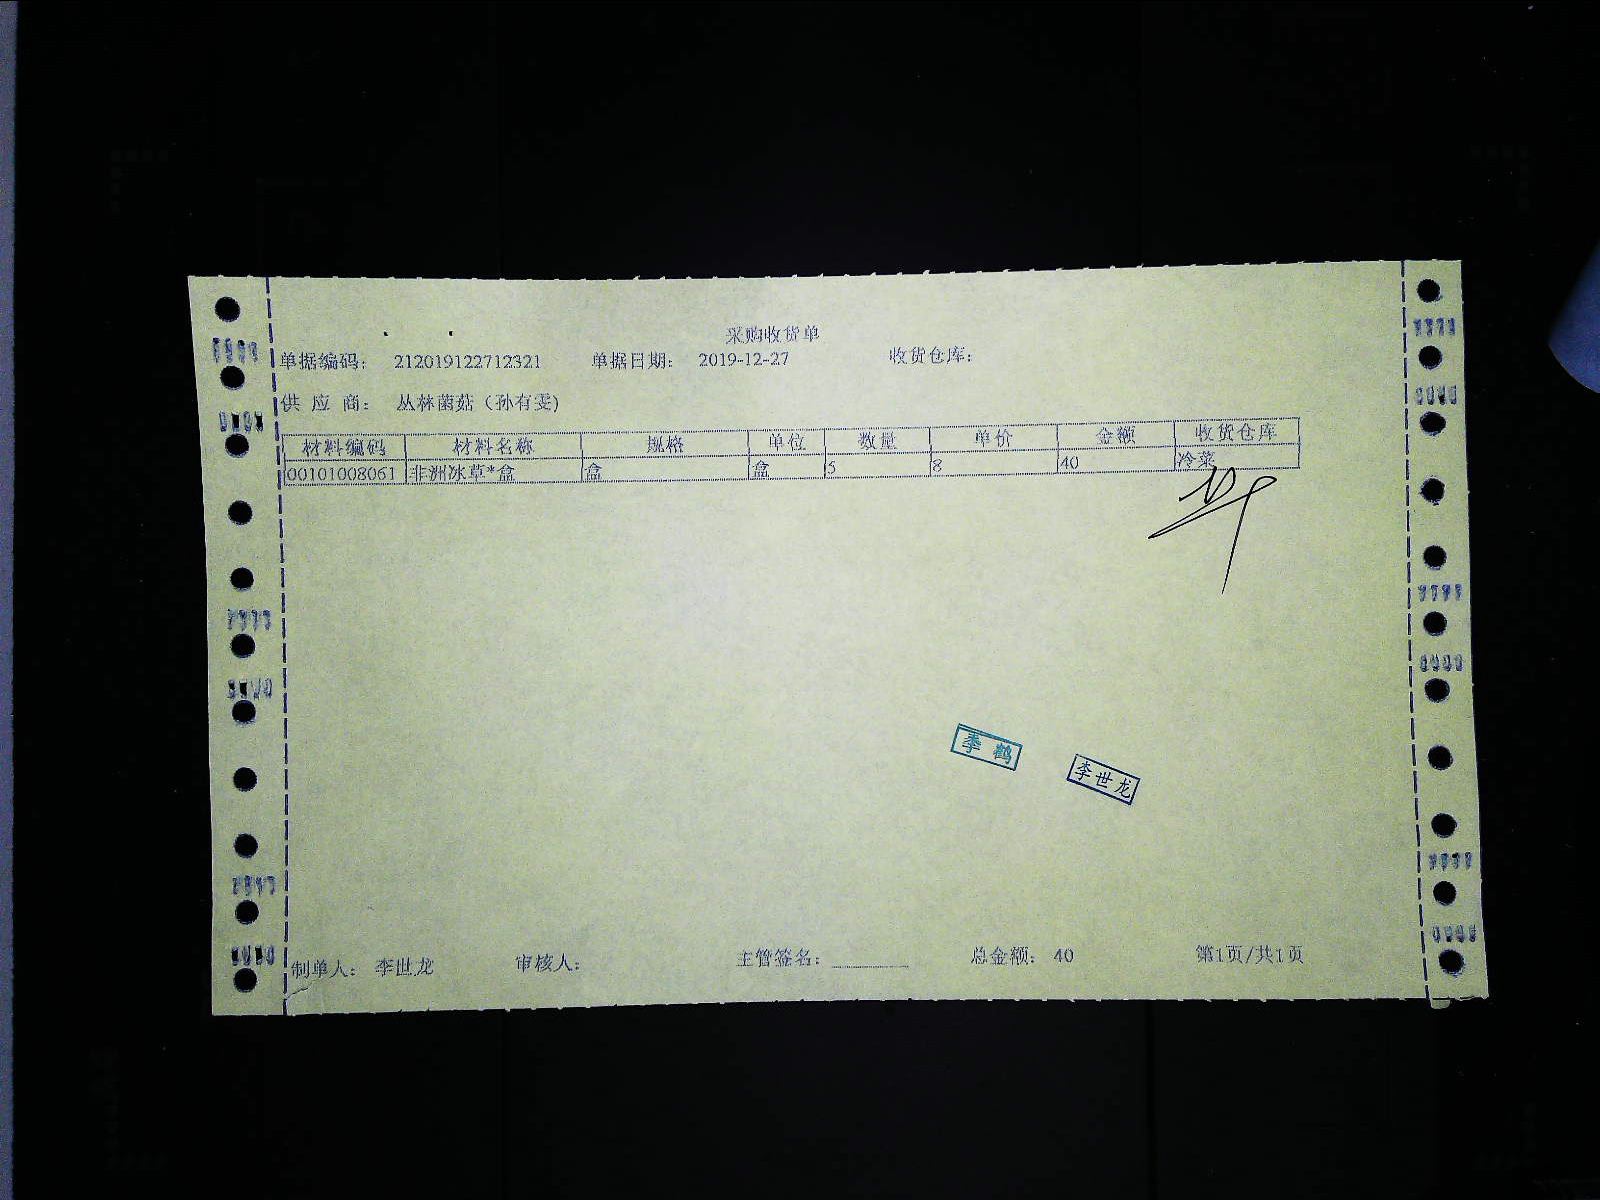 采购收货单
单据编码： 212019122712321 单据日期： 2019-12-27 收货仓库：
供 应 商： 丛林菌菇（孙有雯）
材料编码 材料名称 规格 单位 数量 单价 金额 收货仓库
00101008061 非洲冰草*盒 盒 盒 5 8 40 冷菜
李 鹤
李世龙
制单人： 李世龙 审核人： 主管签名：________ 总金额： 40 第1页/共1页